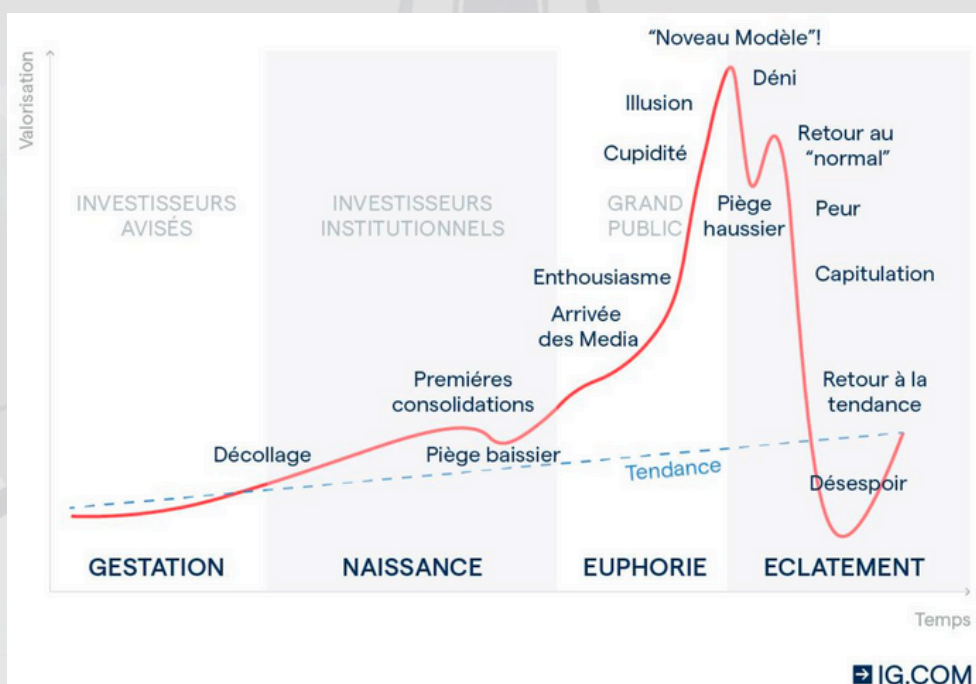 “Noveau Modèle”!
Valorisation
Déni
Illusion
Cupidité
Retour au
“normal”
INVESTISSEURS
AVISÉS
INVESTISSEURS
INSTITUTIONNELS
GRAND
PUBLIC
Piège
haussier
Peur
Enthousiasme
Capitulation
Arrivée
des Media
Premiéres
consolidations
Retour à la
tendance
Décollage
Piège baissier
Tendance
Désespoir
GESTATION
NAISSANCE
EUPHORIE
ECLATEMENT
Temps
IG.COM